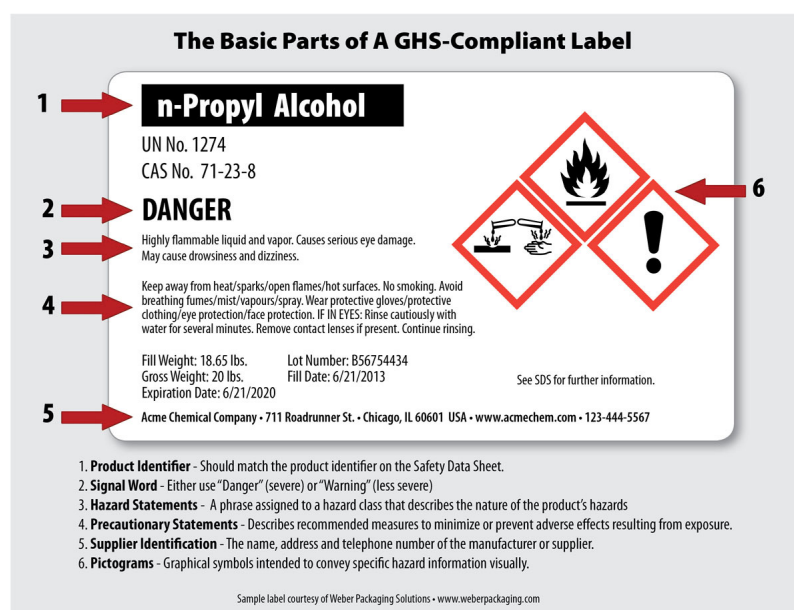 The Basic Parts of A GHS-Compliant Label
1
n-Propyl Alcohol
UN No. 1274
CAS No. 71-23-8
2
DANGER
3
Highly flammable liquid and vapor. Causes serious eye damage.
May cause drowsiness and dizziness.
4
Keep away from heat/sparks/open flames/hot surfaces. No smoking. Avoid
breathing fumes/mist/vapours/spray. Wear protective gloves/protective
clothing/eye protection/face protection. IF IN EYES: Rinse cautiously with
water for several minutes. Remove contact lenses if present. Continue rinsing.
6
Fill Weight: 18.65 lbs. Lot Number: B56754434
Gross Weight: 20 lbs. Fill Date: 6/21/2013
Expiration Date: 6/21/2020
See SDS for further information.
5
Acme Chemical Company • 711 Roadrunner St. • Chicago, IL 60601 USA • www.acmechem.com • 123-444-5567
1. Product Identifier - Should match the product identifier on the Safety Data Sheet.
2. Signal Word - Either use "Danger" (severe) or "Warning" (less severe)
3. Hazard Statements - A phrase assigned to a hazard class that describes the nature of the product's hazards
4. Precautionary Statements - Describes recommended measures to minimize or prevent adverse effects resulting from exposure.
5. Supplier Identification - The name, address and telephone number of the manufacturer or supplier.
6. Pictograms - Graphical symbols intended to convey specific hazard information visually.
Sample label courtesy of Weber Packaging Solutions • www.weberpackaging.com